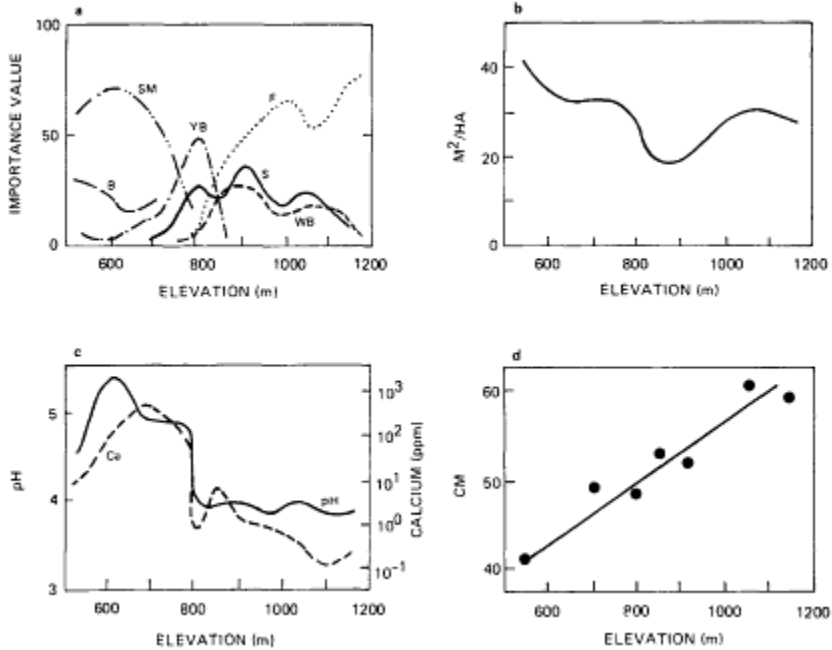 a
100
50
0
IMPORTANCE VALUE
SM
YB
F
B
S
WB
600 800 1000 1200
ELEVATION (m)
b
40
20
0
M²/HA
600 800 1000 1200
ELEVATION (m)
c
5
4
3
pH
Ca
pH
10³
10²
10¹
10⁰
10⁻¹
CALCIUM (ppm)
600 800 1000 1200
ELEVATION (m)
d
60
50
40
CM
600 800 1000 1200
ELEVATION (m)